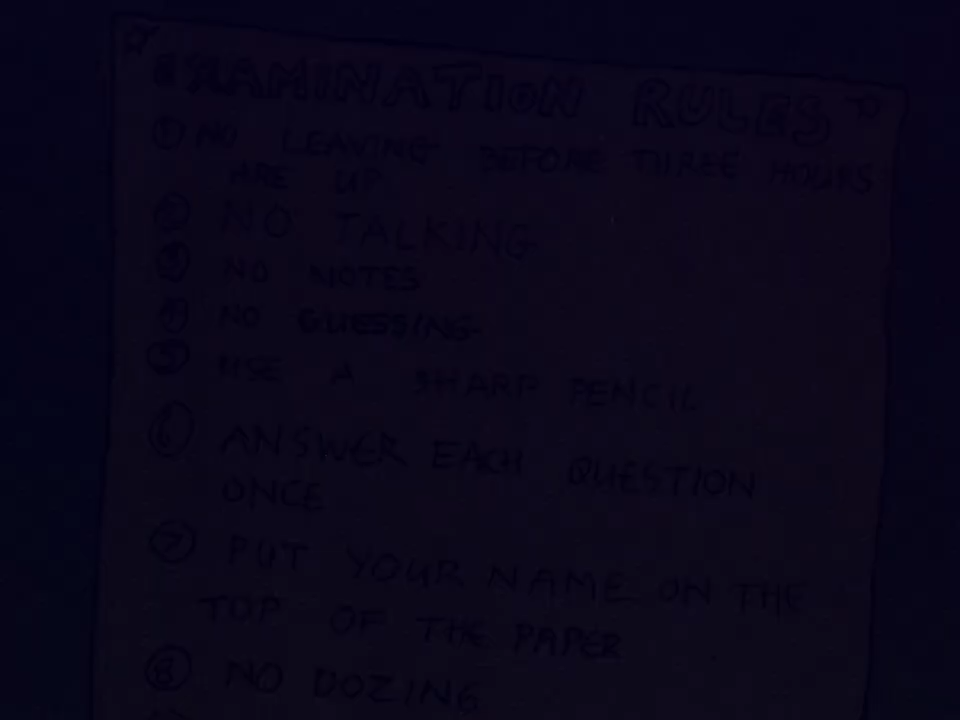 EXAMINATION RULES
① NO LEAVING BEFORE THREE HOURS
ARE UP
② NO TALKING
③ NO NOTES
④ NO GUESSING
⑤ USE A SHARP PENCIL
⑥ ANSWER EACH QUESTION
ONCE
⑦ PUT YOUR NAME ON THE
TOP OF THE PAPER
⑧ NO DOZING